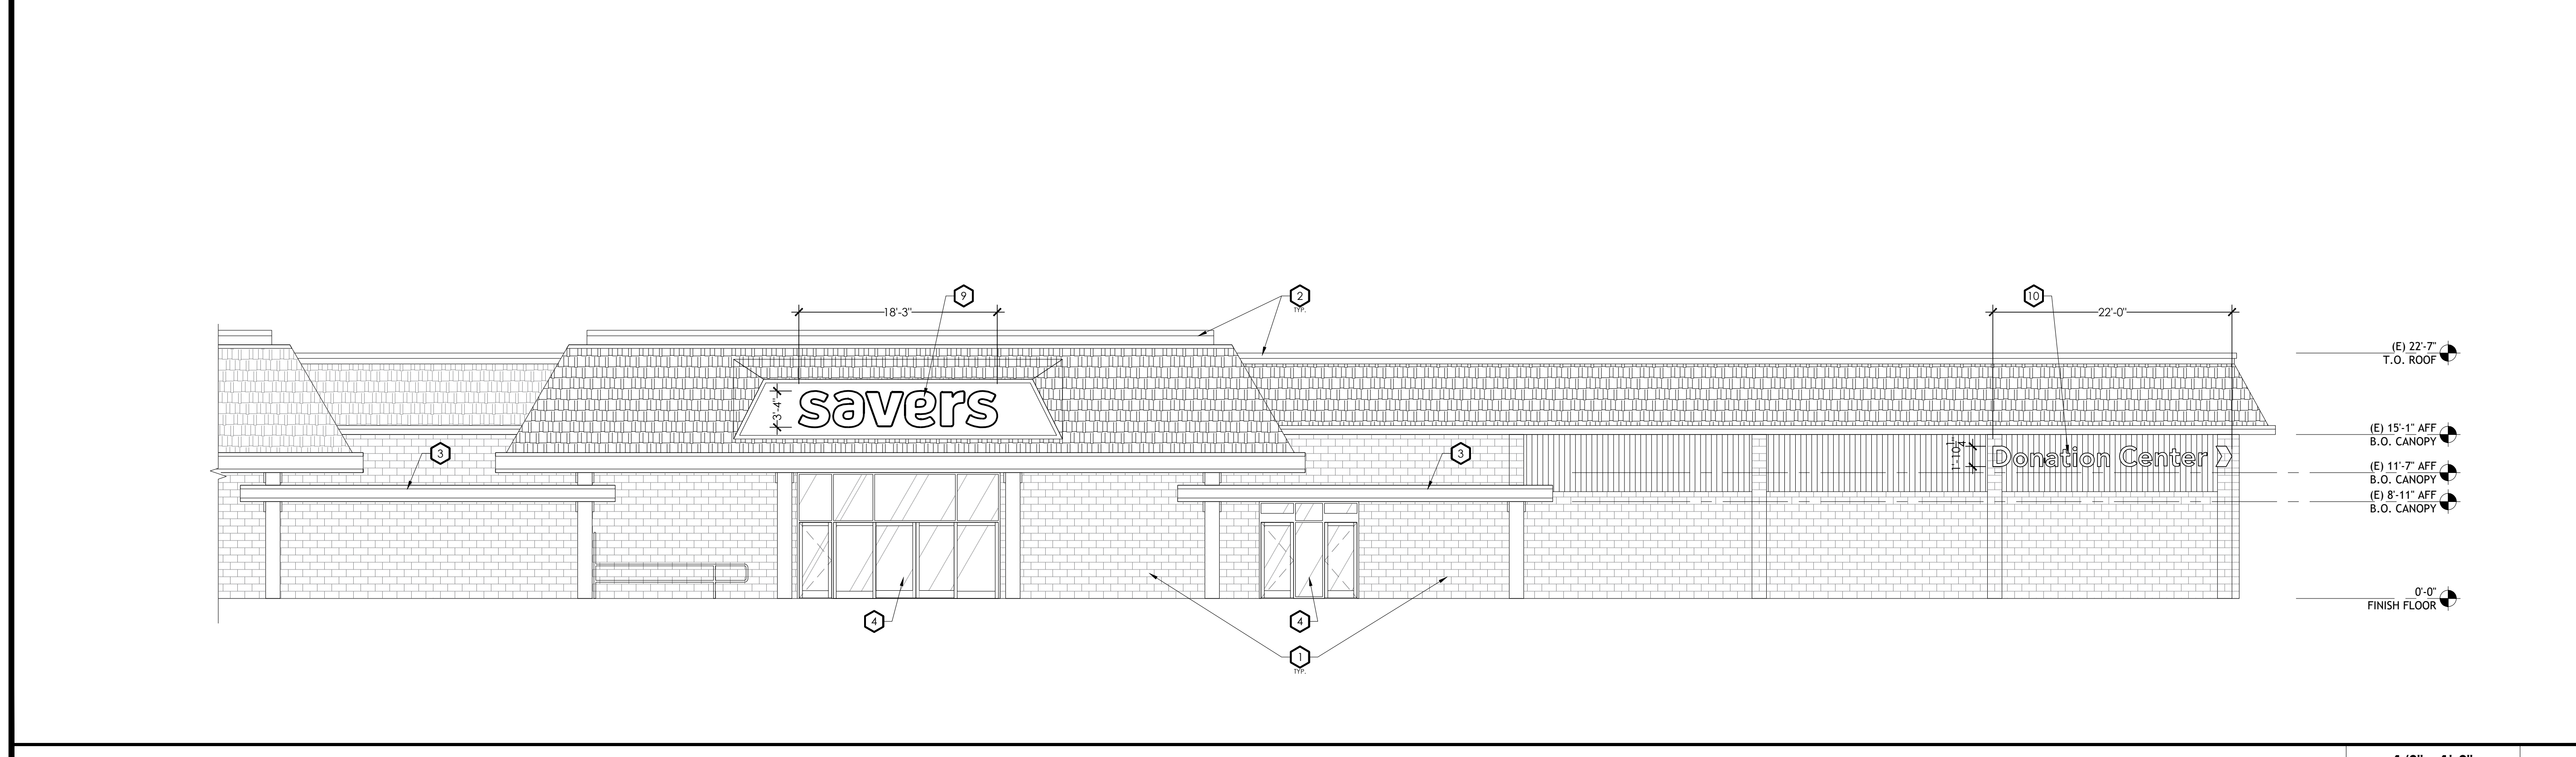 9
2
TYP.
10
18'-3"
22'-0"
(E) 22'-7"
T.O. ROOF
3'-4"
savers
(E) 15'-1" AFF
B.O. CANOPY
3
3
1'-10 1/4"
Donation Center
(E) 11'-7" AFF
B.O. CANOPY
(E) 8'-11" AFF
B.O. CANOPY
0'-0"
FINISH FLOOR
4
4
1
TYP.